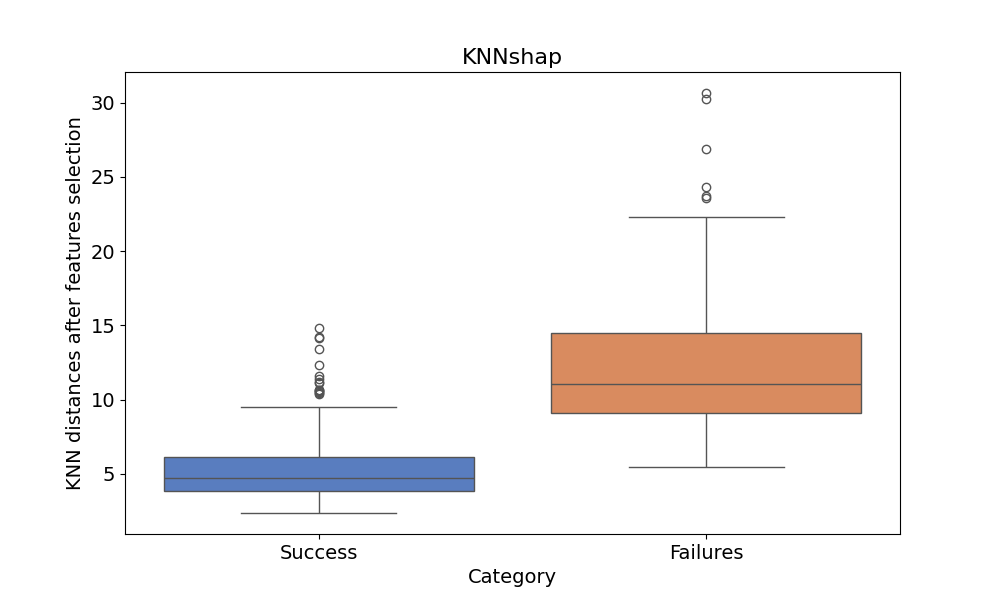 KNNshap
KNN distances after features selection
30
25
20
15
10
5
Success
Failures
Category